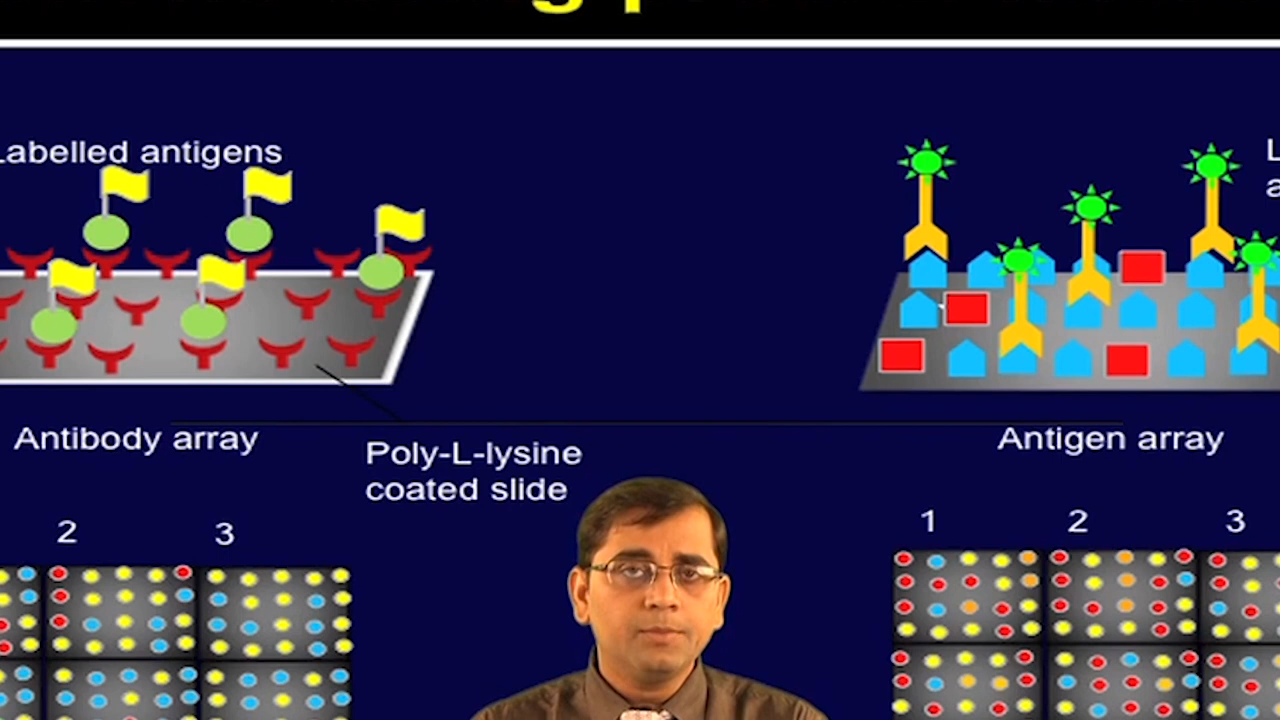 Labelled antigens
Antibody array
Poly-L-lysine
coated slide
2
3
Antigen array
1
2
3